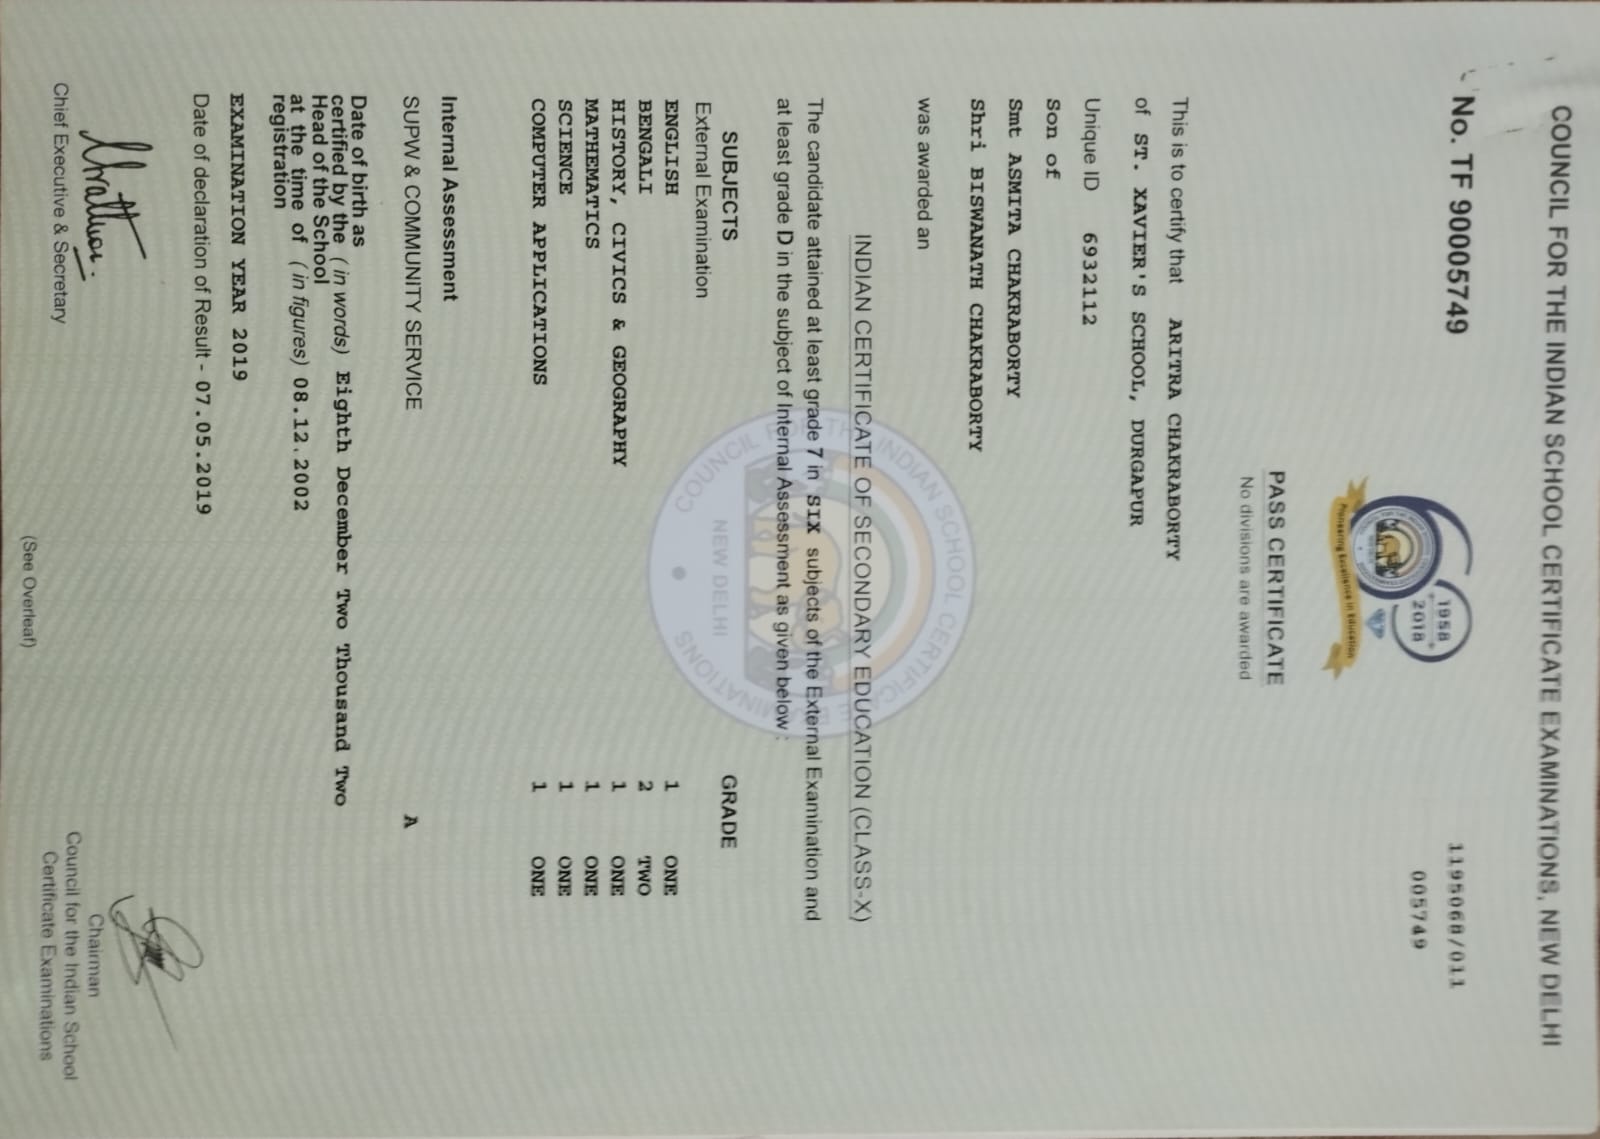 COUNCIL FOR THE INDIAN SCHOOL CERTIFICATE EXAMINATIONS, NEW DELHI
No. TF 90005749
1195068/011
005749
1958
2018
NEW DELHI
Pioneering Excellence in Education
PASS CERTIFICATE
No divisions are awarded
This is to certify that ARITRA CHAKRABORTY
of ST. XAVIER'S SCHOOL, DURGAPUR
Unique ID 6932112
Son of
Smt ASMITA CHAKRABORTY
Shri BISWANATH CHAKRABORTY
was awarded an
COUNCIL FOR THE INDIAN SCHOOL CERTIFICATE EXAMINATIONS
NEW DELHI
INDIAN CERTIFICATE OF SECONDARY EDUCATION (CLASS-X)
The candidate attained at least grade 7 in SIX subjects of the External Examination and
at least grade D in the subject of Internal Assessment as given below :
SUBJECTS GRADE
External Examination
ENGLISH 1 ONE
BENGALI 2 TWO
HISTORY, CIVICS & GEOGRAPHY 1 ONE
MATHEMATICS 1 ONE
SCIENCE 1 ONE
COMPUTER APPLICATIONS 1 ONE
Internal Assessment
SUPW & COMMUNITY SERVICE A
Date of birth as
certified by the (in words) Eighth December Two Thousand Two
Head of the School
at the time of (in figures) 08.12.2002
registration
EXAMINATION YEAR 2019
Date of declaration of Result - 07.05.2019
Chief Executive & Secretary
Chairman
Council for the Indian School
Certificate Examinations
(See Overleaf)